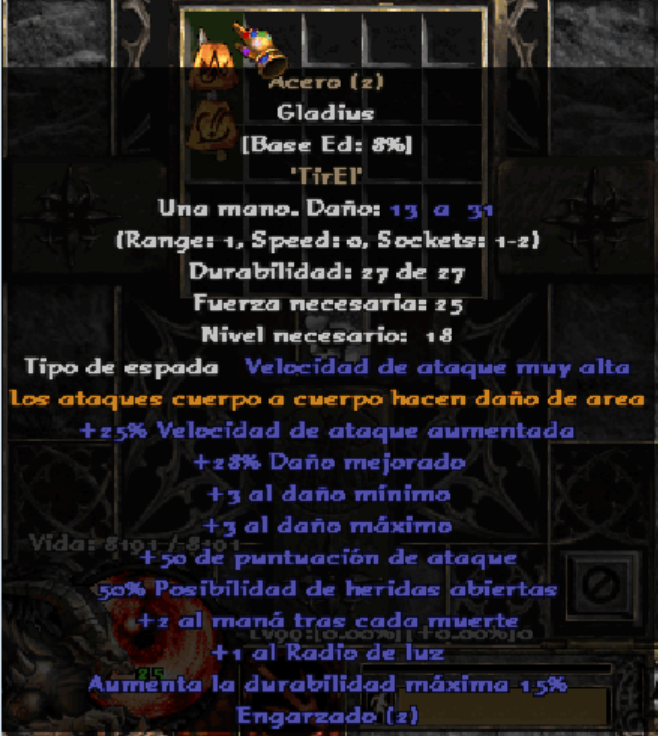 Acero (2)
Gladius
[Base Ed: 8%]
'TirEl'
Una mano. Daño: 13 a 31
(Range: 1, Speed: 0, Sockets: 1-2)
Durabilidad: 27 de 27
Fuerza necesaria: 25
Nivel necesario: 18
Tipo de espada Velocidad de ataque muy alta
Los ataques cuerpo a cuerpo hacen daño de area
+25% Velocidad de ataque aumentada
+28% Daño mejorado
+3 al daño mínimo
+3 al daño máximo
Vida: 8191 / 8191
+50 de puntuación de ataque
50% Posibilidad de heridas abiertas
+2 al maná tras cada muerte
+1 al Radio de luz
Aumenta la durabilidad máxima 15%
Engarzado (2)